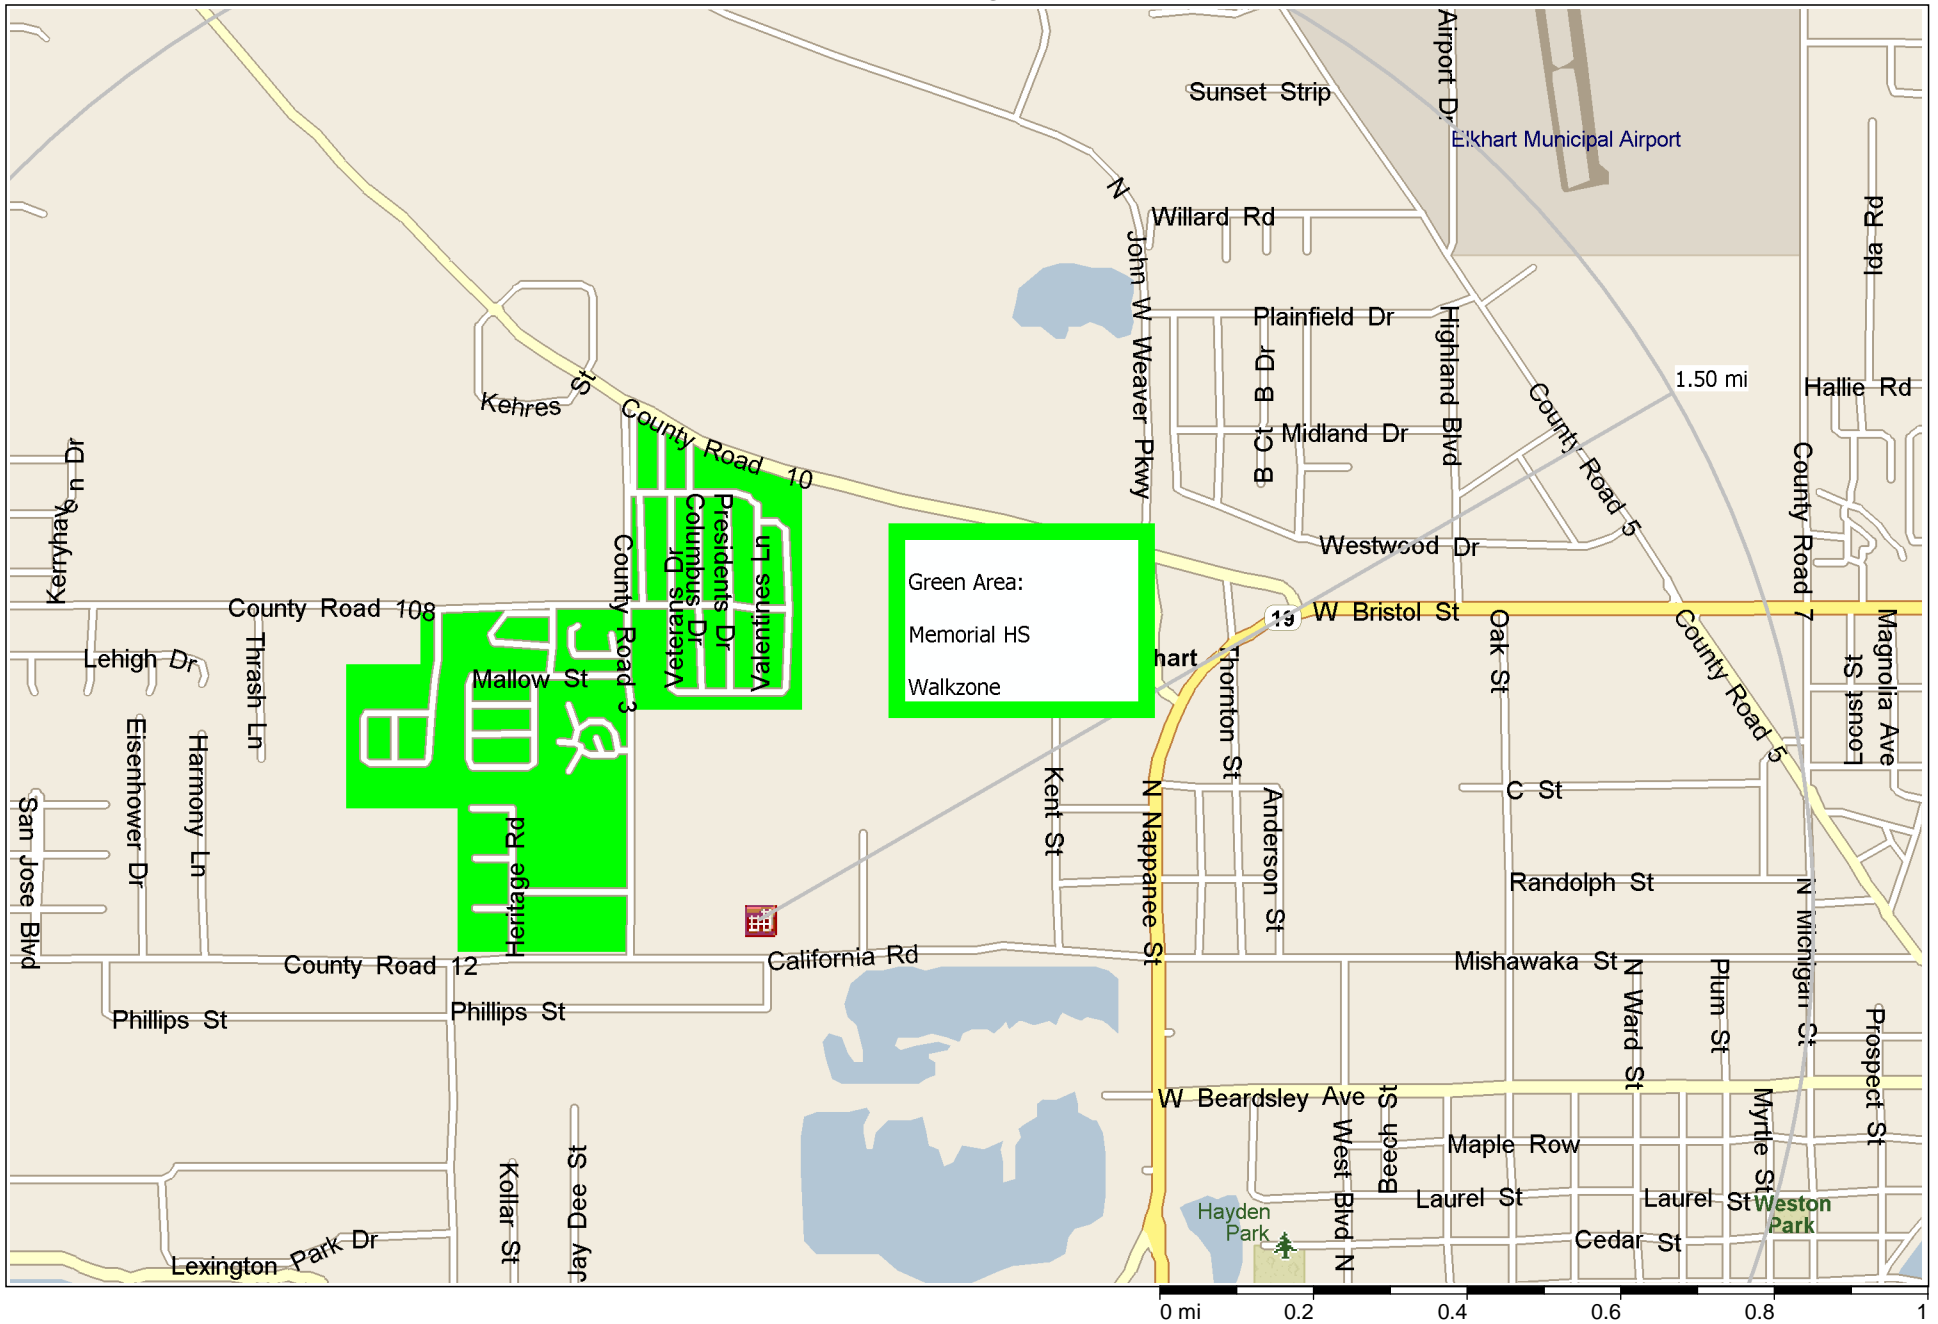 Airport Dr
Sunset Strip
Elkhart Municipal Airport
N John W Weaver Pkwy
Willard Rd
Ida Rd
Plainfield Dr
Highland Blvd
B Dr
B Ct
Midland Dr
1.50 mi
Hallie Rd
Kehres St
County Road 10
County Road 5
County Road 7
Kerryhaven Dr
Westwood Dr
Columbus Dr
Presidents Dr
Veterans Dr
Valentines Ln
County Road 3
Green Area:
Memorial HS
Walkzone
hart
County Road 108
19
W Bristol St
Oak St
Magnolia Ave
Locust St
County Road 5
Lehigh Dr
Thrash Ln
Mallow St
Thornton St
Eisenhower Dr
Harmony Ln
San Jose Blvd
Heritage Rd
Kent St
N Nappanee St
Anderson St
C St
Randolph St
N Michigan St
County Road 12
California Rd
Mishawaka St
Phillips St
Phillips St
N Ward St
Plum St
Prospect St
W Beardsley Ave
Beech St
Myrtle St
Maple Row
West Blvd N
Laurel St
Laurel St
Weston
Park
Hayden
Park
Cedar St
Kollar St
Jay Dee St
Lexington Park Dr
0 mi 0.2 0.4 0.6 0.8 1